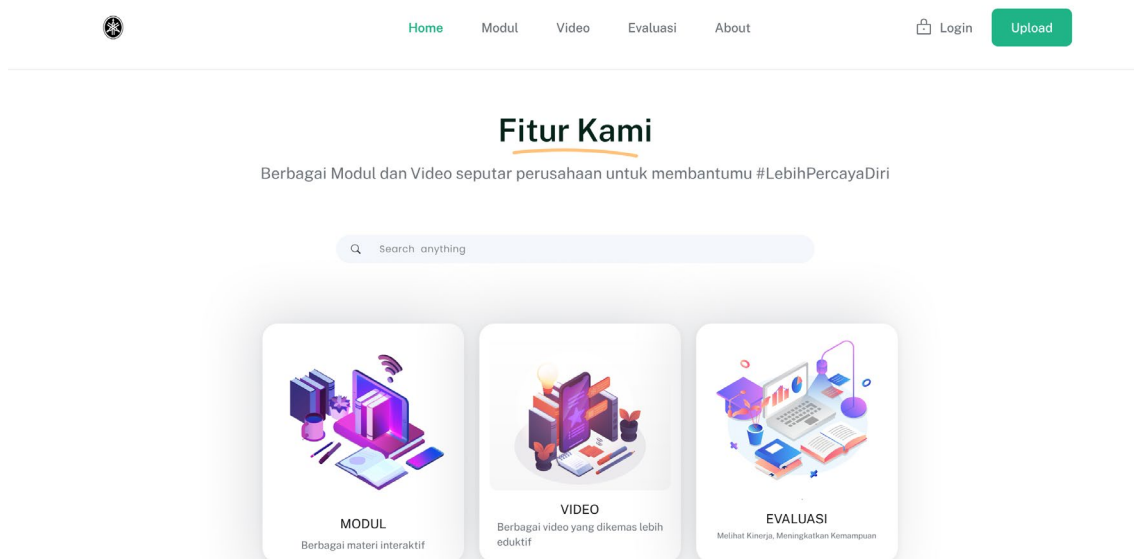 Home Modul Video Evaluasi About Login Upload
Fitur Kami
Berbagai Modul dan Video seputar perusahaan untuk membantumu #LebihPercayaDiri
Search anything
MODUL
Berbagai materi interaktif
VIDEO
Berbagai video yang dikemas lebih
eduktif
EVALUASI
Melihat Kinerja, Meningkatkan Kemampuan